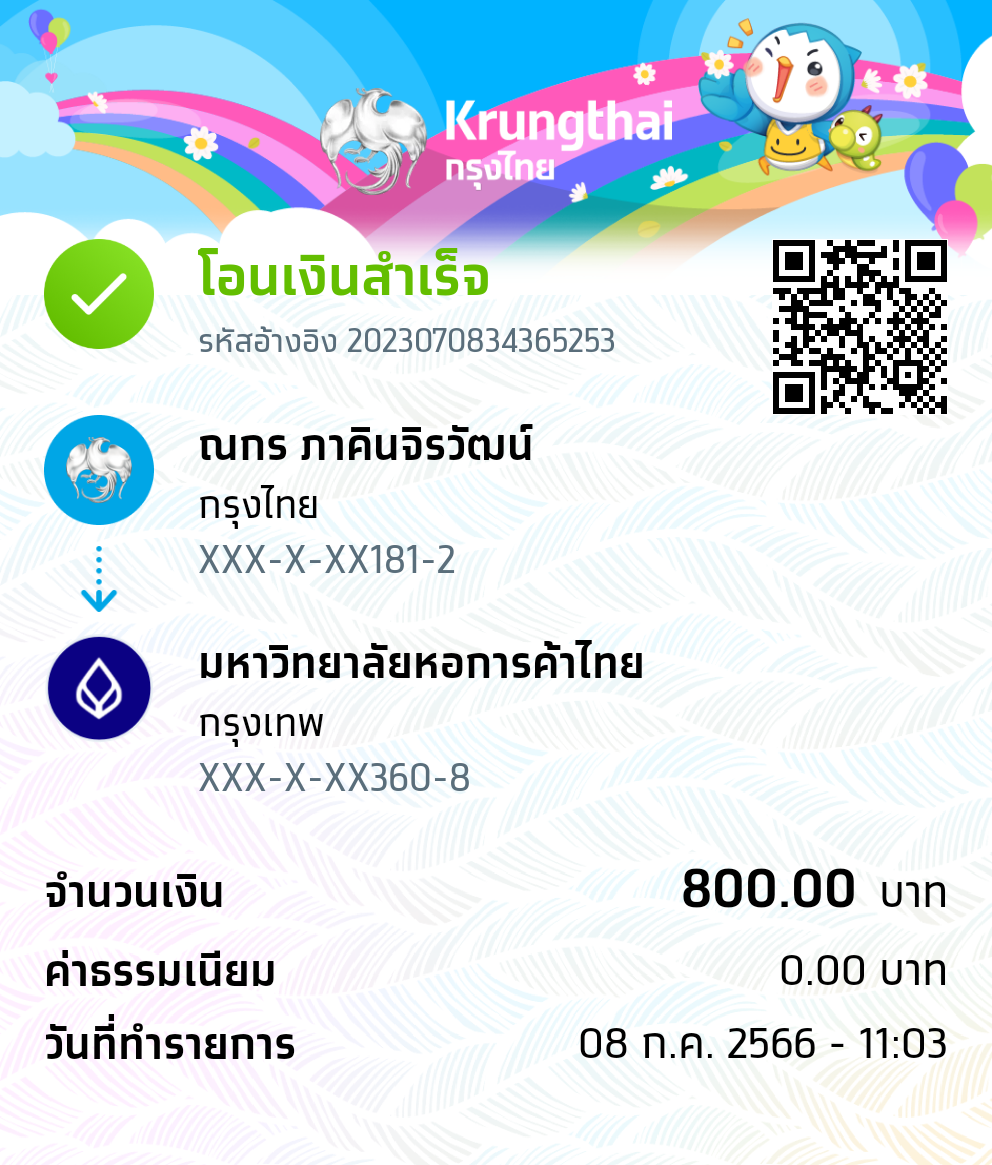 Krungthai
กรุงไทย
โอนเงินสำเร็จ
รหัสอ้างอิง 2023070834365253
ณกร ภาคินจิรวัฒน์
กรุงไทย
XXX-X-XX181-2
มหาวิทยาลัยหอการค้าไทย
กรุงเทพ
XXX-X-XX360-8
จำนวนเงิน 800.00 บาท
ค่าธรรมเนียม 0.00 บาท
วันที่ทำรายการ 08 ก.ค. 2566 - 11:03